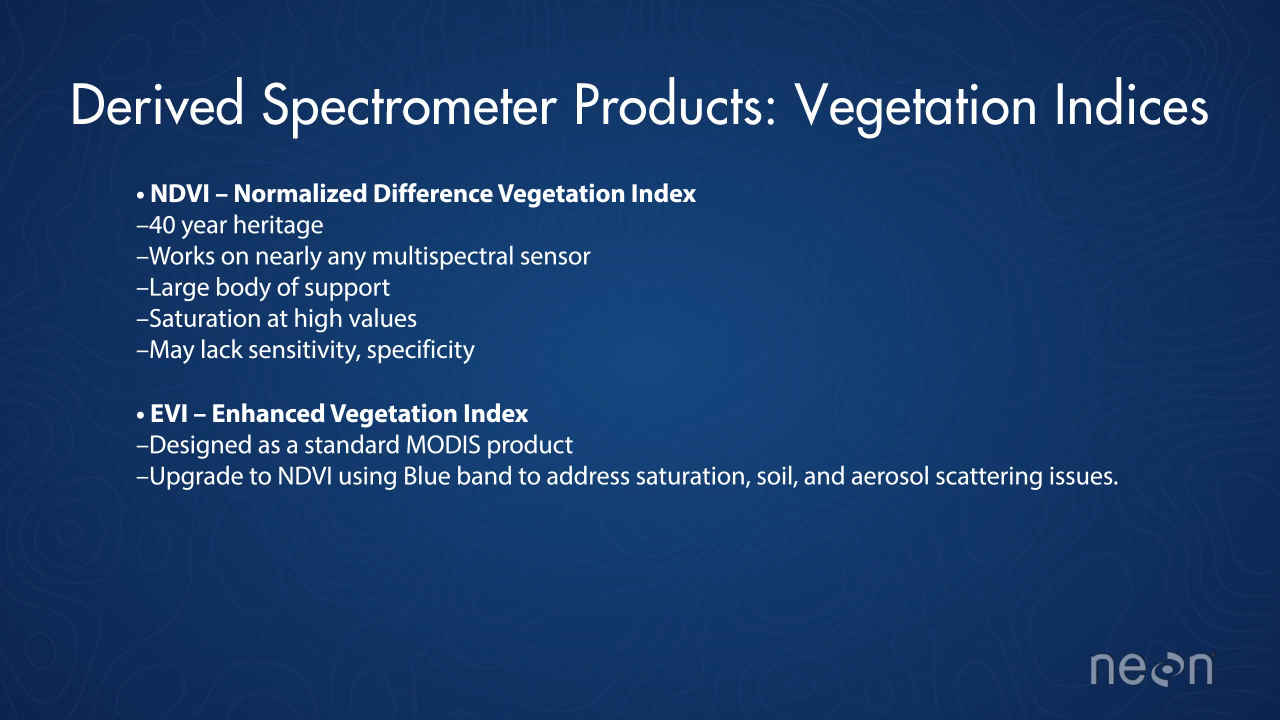 Derived Spectrometer Products: Vegetation Indices
• NDVI – Normalized Difference Vegetation Index
–40 year heritage
–Works on nearly any multispectral sensor
–Large body of support
–Saturation at high values
–May lack sensitivity, specificity
• EVI – Enhanced Vegetation Index
–Designed as a standard MODIS product
–Upgrade to NDVI using Blue band to address saturation, soil, and aerosol scattering issues.
neon